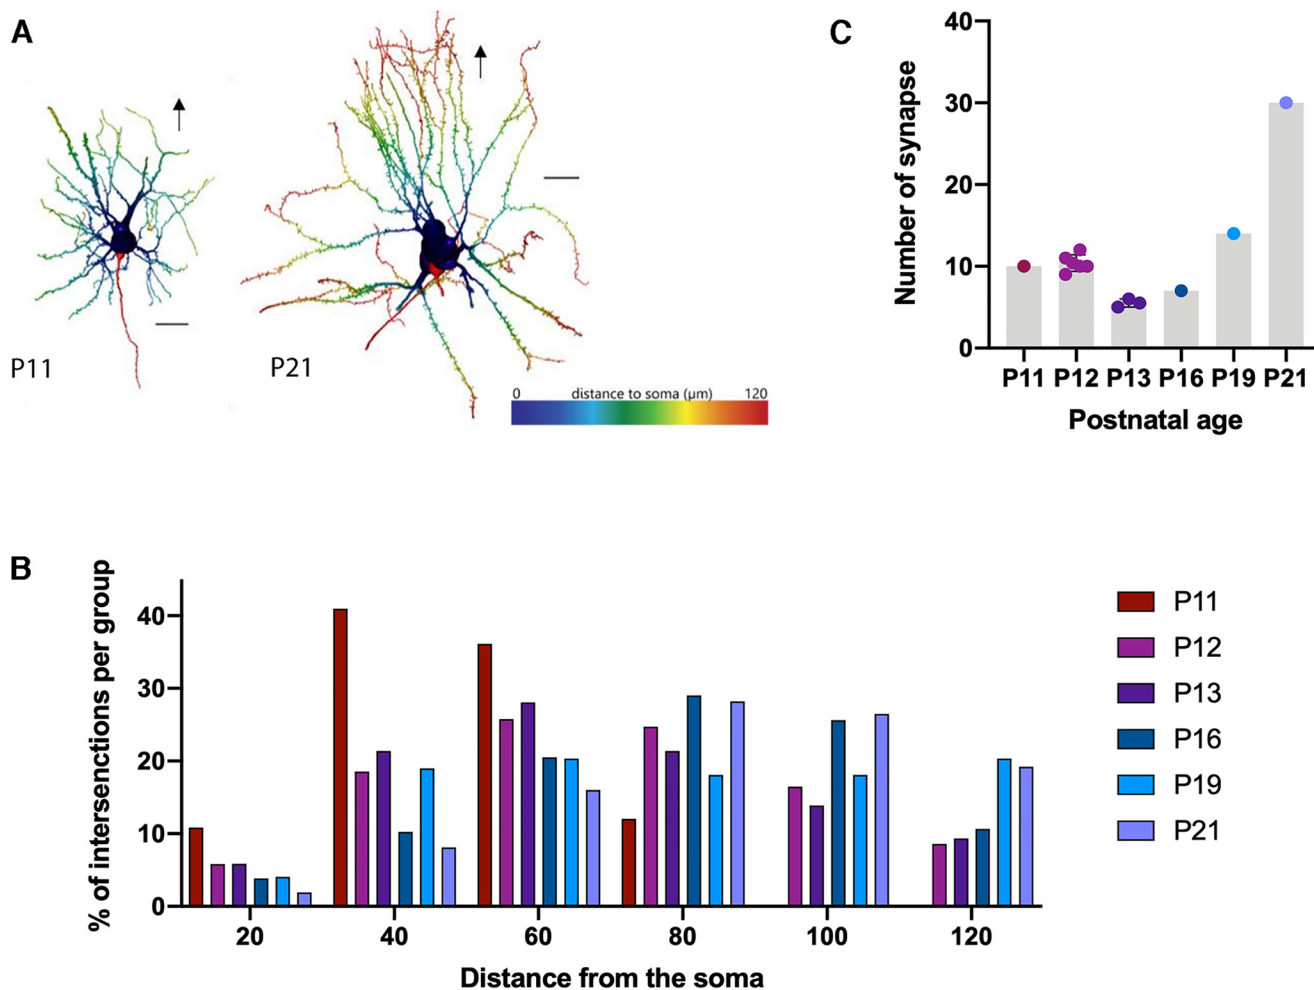 A
P11
P21
0 distance to soma (μm) 120
C
Number of synapse
40
30
20
10
0
P11 P12 P13 P16 P19 P21
Postnatal age
B
% of intersenctions per group
40
30
20
10
0
20 40 60 80 100 120
Distance from the soma
P11
P12
P13
P16
P19
P21